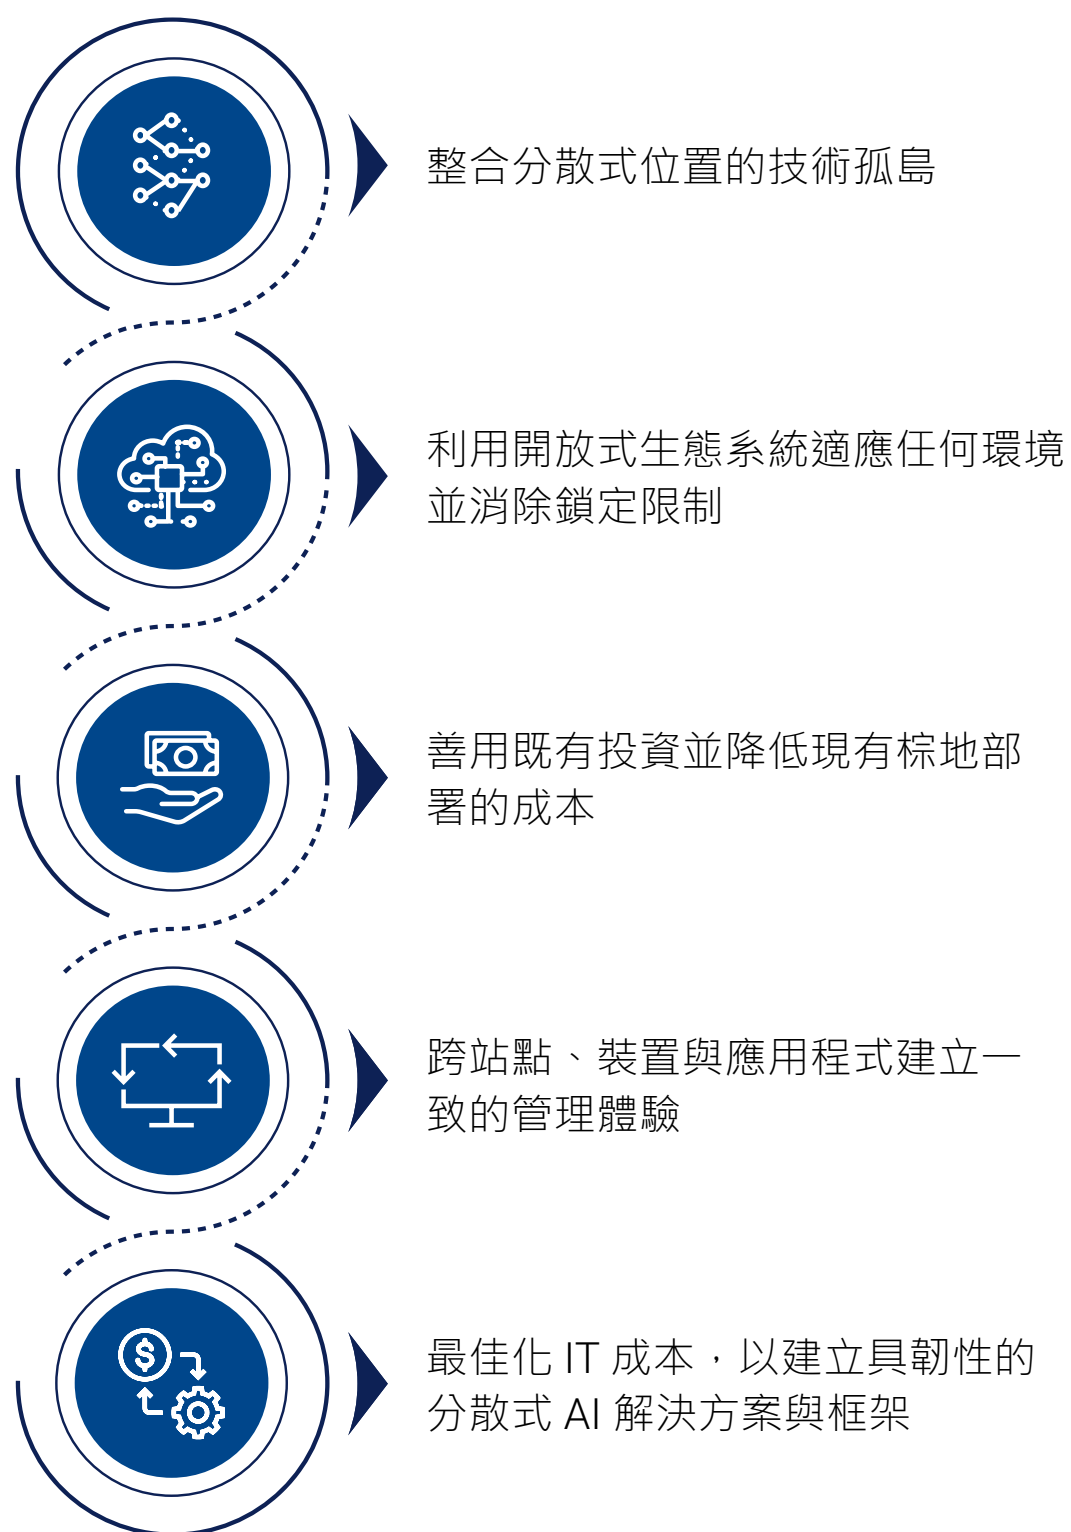 整合分散式位置的技術孤島
利用開放式生態系統適應任何環境
並消除鎖定限制
善用既有投資並降低現有棕地部
署的成本
跨站點、裝置與應用程式建立一
致的管理體驗
最佳化 IT 成本，以建立具韌性的
分散式 AI 解決方案與框架